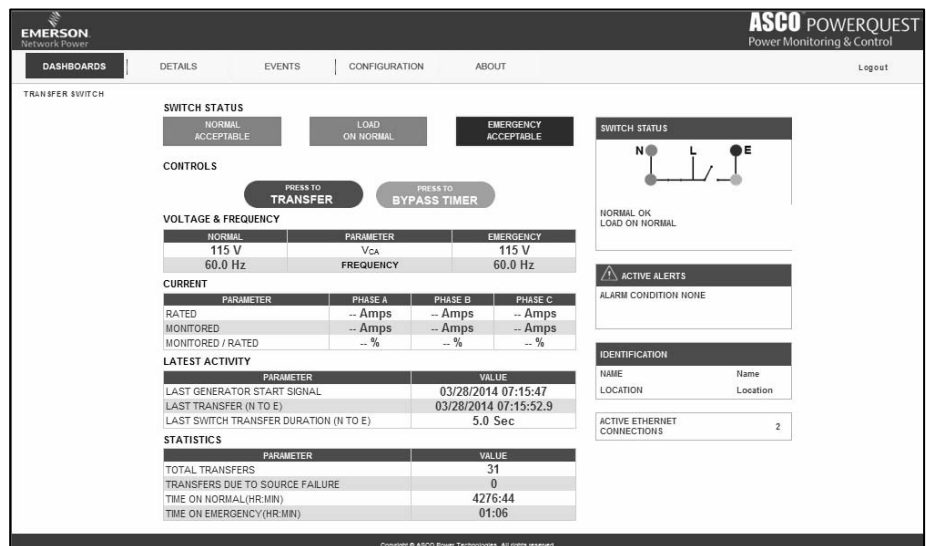 EMERSON.
Network Power
ASCO POWERQUEST
Power Monitoring & Control
DASHBOARDS
DETAILS
EVENTS
CONFIGURATION
ABOUT
Logout
TRANSFER SWITCH
SWITCH STATUS
NORMAL
ACCEPTABLE
LOAD
ON NORMAL
EMERGENCY
ACCEPTABLE
CONTROLS
PRESS TO
TRANSFER
PRESS TO
BYPASS TIMER
VOLTAGE & FREQUENCY
NORMAL PARAMETER EMERGENCY
115 V VCA 115 V
60.0 Hz FREQUENCY 60.0 Hz
CURRENT
PARAMETER PHASE A PHASE B PHASE C
RATED -- Amps -- Amps -- Amps
MONITORED -- Amps -- Amps -- Amps
MONITORED / RATED -- % -- % -- %
LATEST ACTIVITY
PARAMETER VALUE
LAST GENERATOR START SIGNAL 03/28/2014 07:15:47
LAST TRANSFER (N TO E) 03/28/2014 07:15:52.9
LAST SWITCH TRANSFER DURATION (N TO E) 5.0 Sec
STATISTICS
PARAMETER VALUE
TOTAL TRANSFERS 31
TRANSFERS DUE TO SOURCE FAILURE 0
TIME ON NORMAL(HR:MIN) 4276:44
TIME ON EMERGENCY(HR:MIN) 01:06
SWITCH STATUS
N L E
NORMAL OK
LOAD ON NORMAL
ACTIVE ALERTS
ALARM CONDITION NONE
IDENTIFICATION
NAME Name
LOCATION Location
ACTIVE ETHERNET
CONNECTIONS 2
Copyright © ASCO Power Technologies. All rights reserved.